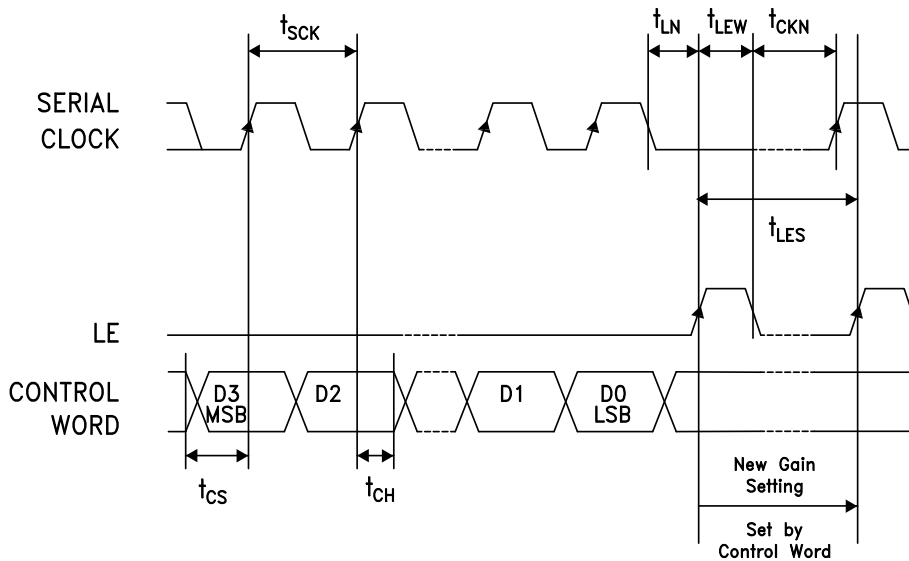 tSCK
tLN
tLEW
tCKN
SERIAL
CLOCK
tLES
LE
CONTROL
WORD
D3
MSB
D2
D1
D0
LSB
tCS
tCH
New Gain
Setting
Set by
Control Word